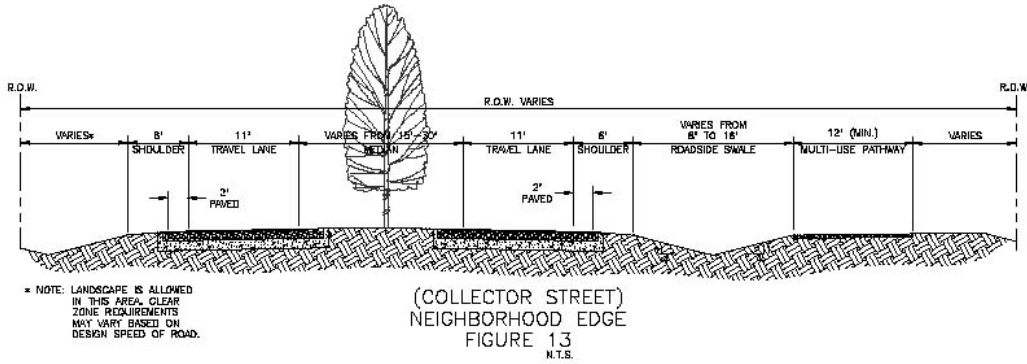 R.O.W.
R.O.W.
R.O.W. VARIES
VARIES*
6'
SHOULDER
11'
TRAVEL LANE
VARIES FROM 15'-30'
MEDIAN
11'
TRAVEL LANE
6'
SHOULDER
VARIES FROM
6' TO 16'
ROADSIDE SWALE
12' (MIN.)
MULTI-USE PATHWAY
VARIES
2'
PAVED
2'
PAVED
* NOTE: LANDSCAPE IS ALLOWED
IN THIS AREA. CLEAR
ZONE REQUIREMENTS
MAY VARY BASED ON
DESIGN SPEED OF ROAD.
(COLLECTOR STREET)
NEIGHBORHOOD EDGE
FIGURE 13
N.T.S.